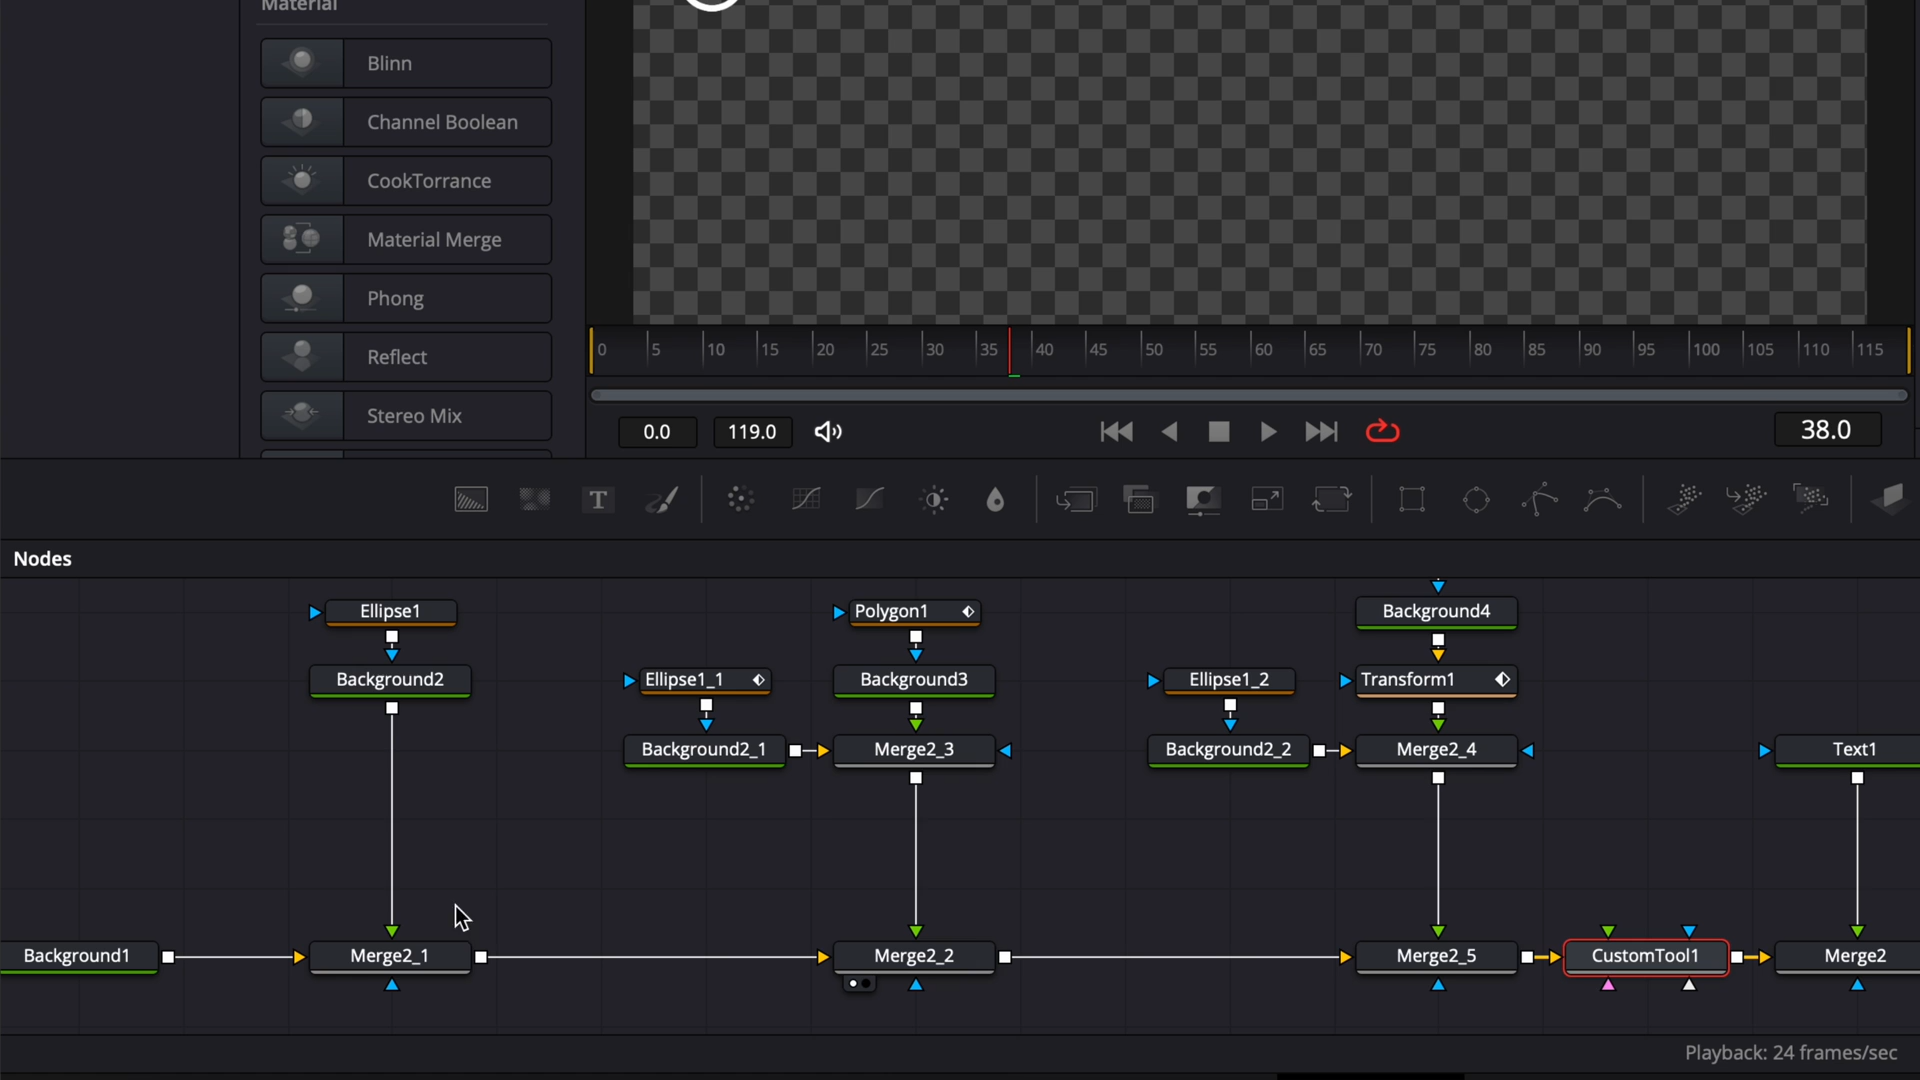 Material
Blinn
Channel Boolean
CookTorrance
Material Merge
Phong
Reflect
Stereo Mix
0 5 10 15 20 25 30 35 40 45 50 55 60 65 70 75 80 85 90 95 100 105 110 115
0.0 119.0 38.0
T
Nodes
Ellipse1 Polygon1 Background4
Background2 Ellipse1_1 Background3 Ellipse1_2 Transform1
Background2_1 Merge2_3 Background2_2 Merge2_4 Text1
Background1 Merge2_1 Merge2_2 Merge2_5 CustomTool1 Merge2
Playback: 24 frames/sec